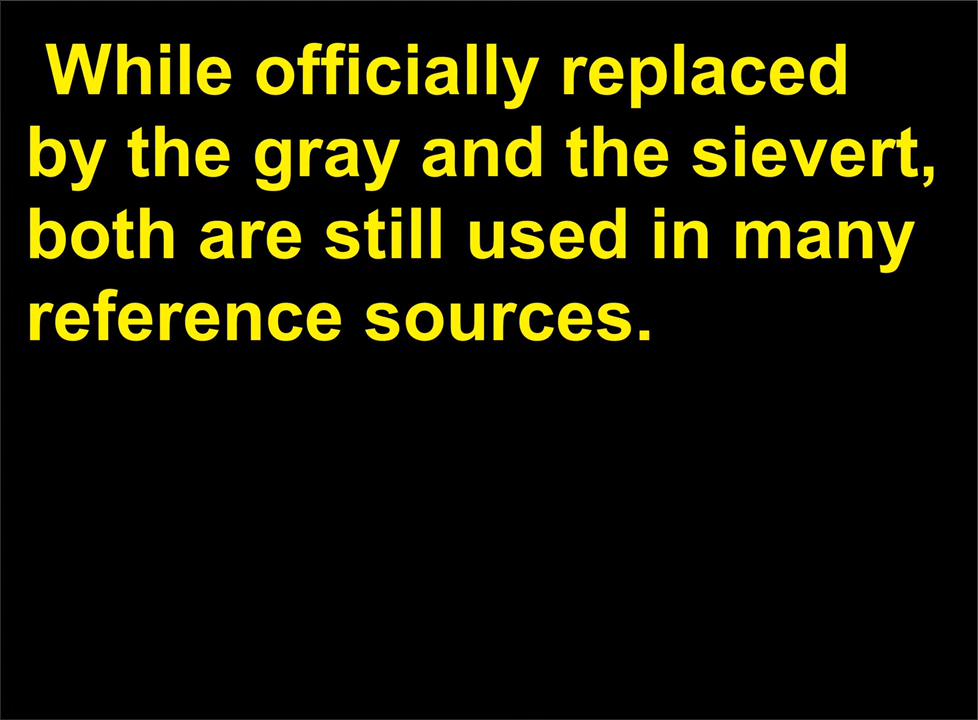 While officially replaced
by the gray and the sievert,
both are still used in many
reference sources.